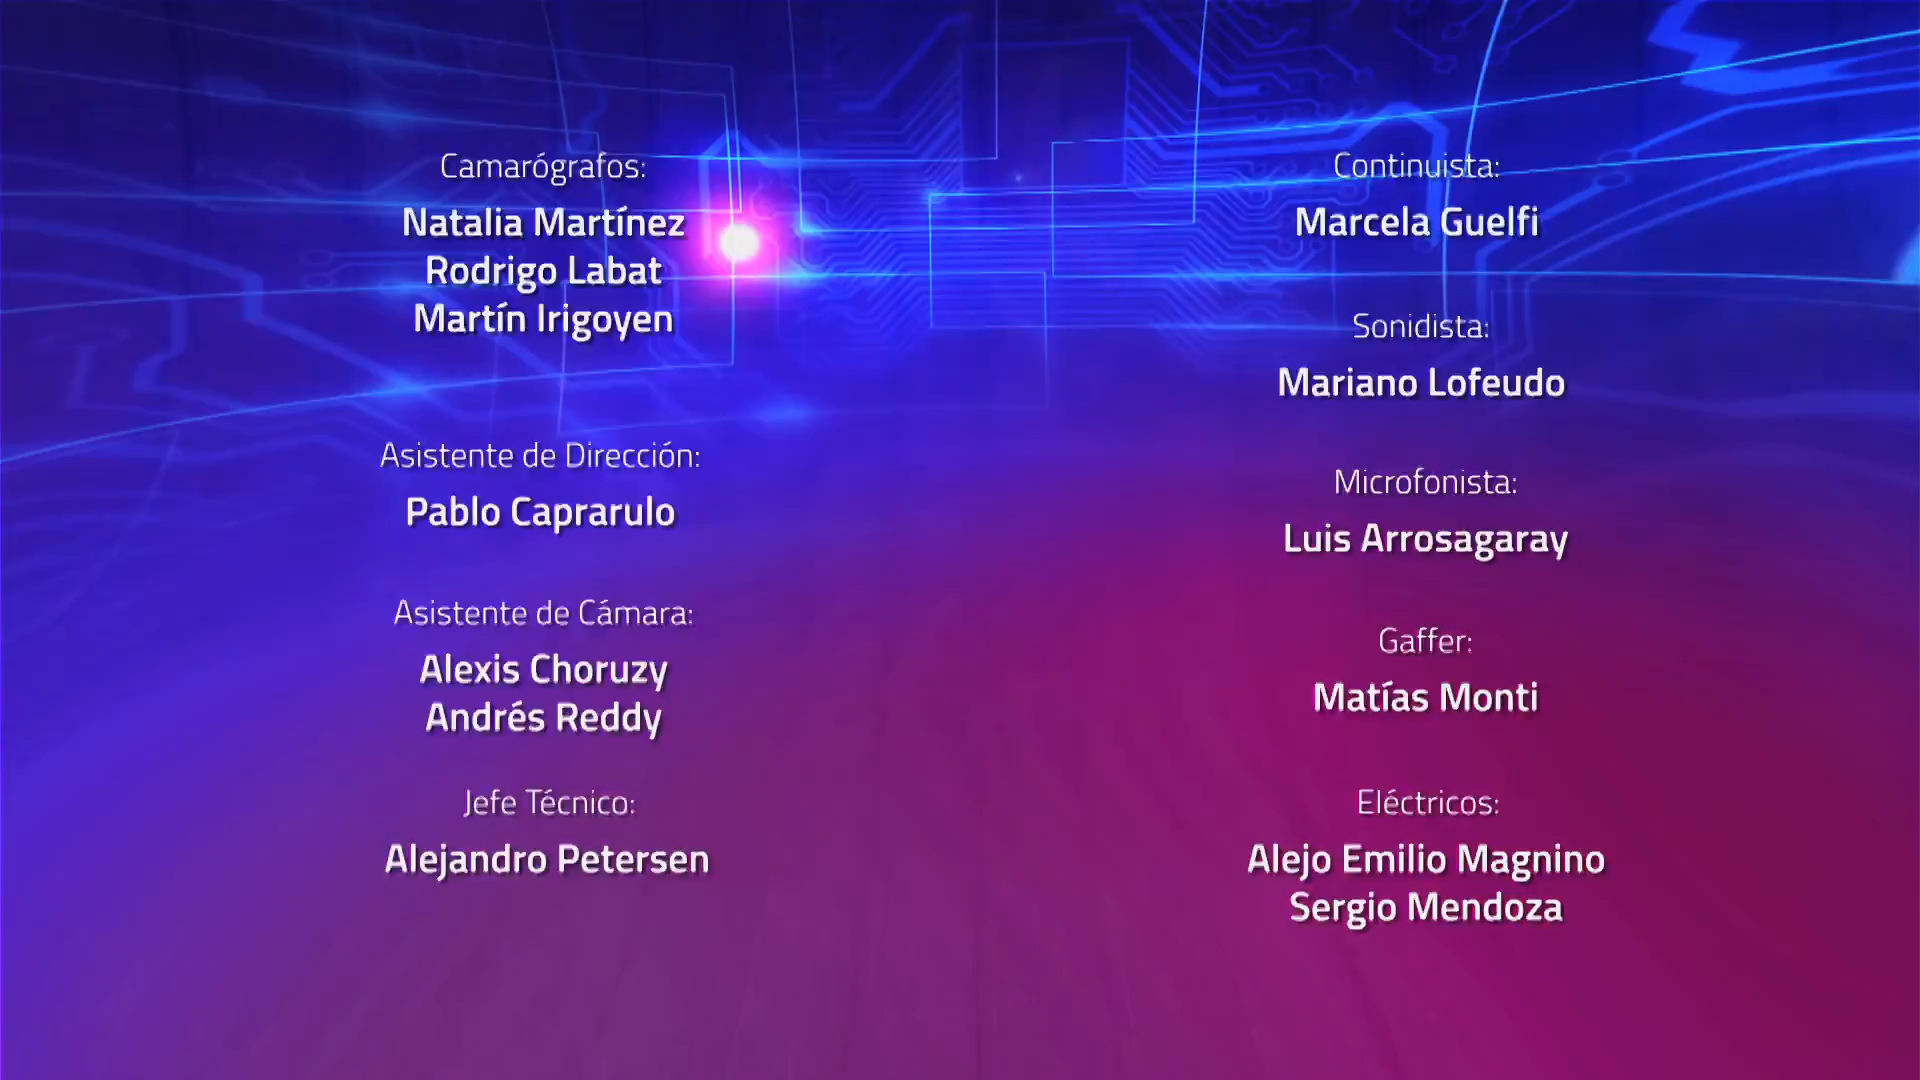 Camarógrafos:
Natalia Martínez
Rodrigo Labat
Martín Irigoyen
Asistente de Dirección:
Pablo Caprarulo
Asistente de Cámara:
Alexis Choruzy
Andrés Reddy
Jefe Técnico:
Alejandro Petersen
Continuista:
Marcela Guelfi
Sonidista:
Mariano Lofeudo
Microfonista:
Luis Arrosagaray
Gaffer:
Matías Monti
Eléctricos:
Alejo Emilio Magnino
Sergio Mendoza